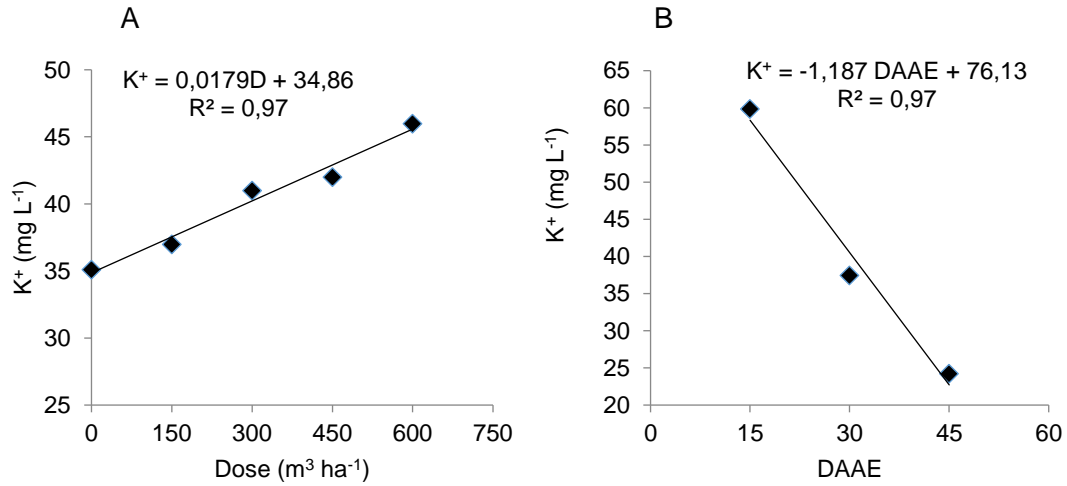 A
K⁺ = 0,0179D + 34,86
R² = 0,97
50
45
40
35
30
25
K⁺ (mg L⁻¹)
0 150 300 450 600 750
Dose (m³ ha⁻¹)
B
K⁺ = -1,187 DAAE + 76,13
R² = 0,97
65
60
55
50
45
40
35
30
25
20
K⁺ (mg L⁻¹)
0 15 30 45 60
DAAE